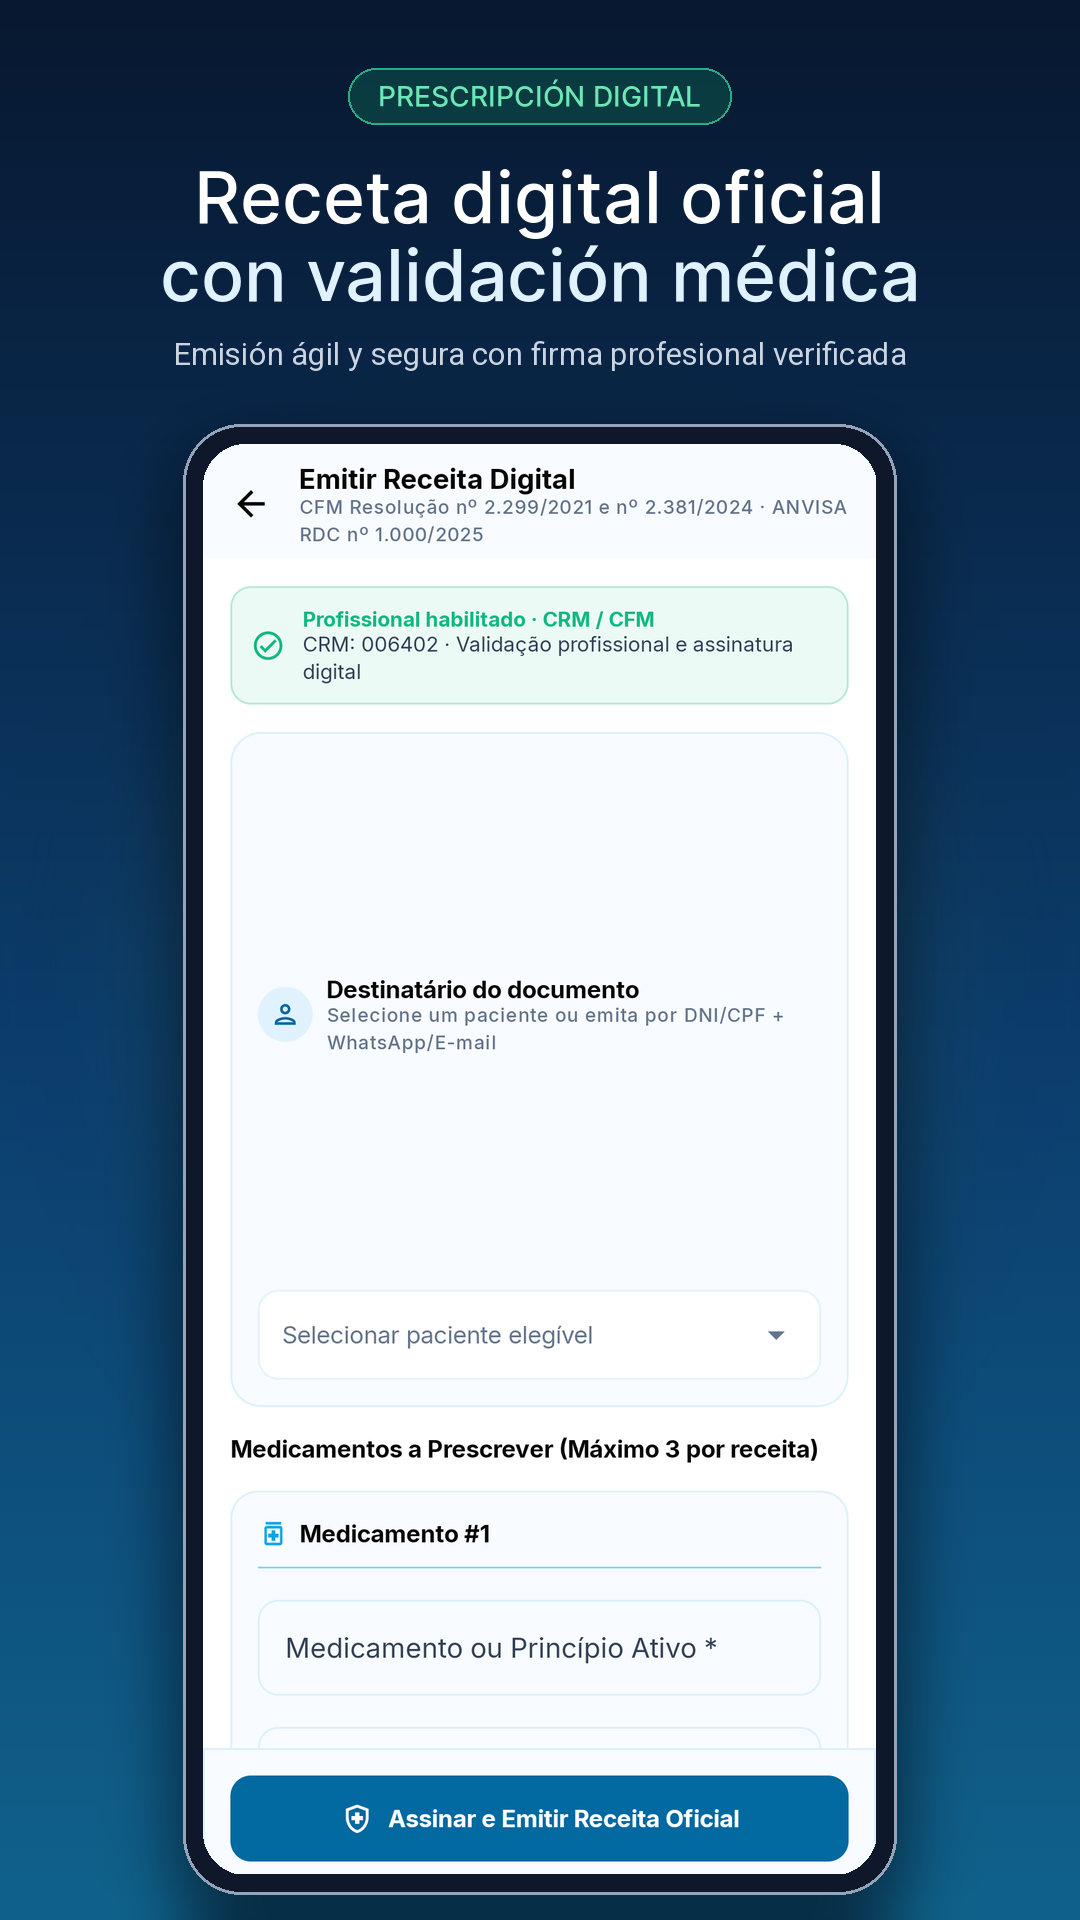 PRESCRIPCIÓN DIGITAL
Receta digital oficial
con validación médica
Emisión ágil y segura con firma profesional verificada
Emitir Receita Digital
CFM Resolução nº 2.299/2021 e nº 2.381/2024 · ANVISA
RDC nº 1.000/2025
Profissional habilitado · CRM / CFM
CRM: 006402 · Validação profissional e assinatura
digital
Destinatário do documento
Selecione um paciente ou emita por DNI/CPF +
WhatsApp/E-mail
Selecionar paciente elegível
Medicamentos a Prescrever (Máximo 3 por receita)
Medicamento #1
Medicamento ou Princípio Ativo *
Assinar e Emitir Receita Oficial